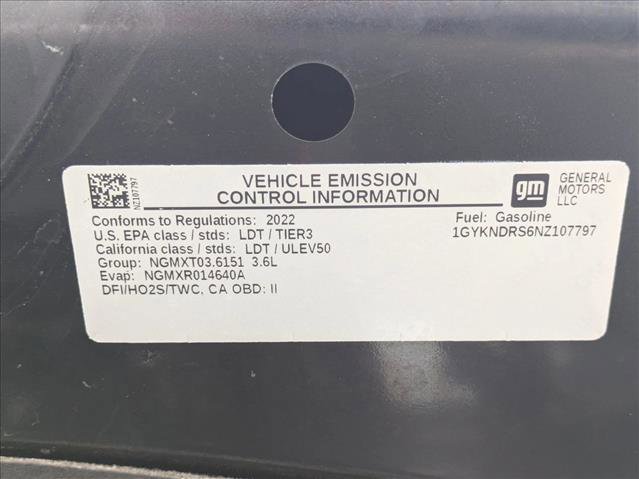 NZ107797
VEHICLE EMISSION
CONTROL INFORMATION
gm
GENERAL
MOTORS
LLC
Conforms to Regulations: 2022
Fuel: Gasoline
U.S. EPA class / stds: LDT / TIER3
1GYKNDRS6NZ107797
California class / stds: LDT / ULEV50
Group: NGMXT03.6151 3.6L
Evap: NGMXR014640A
DFI/HO2S/TWC, CA OBD: II